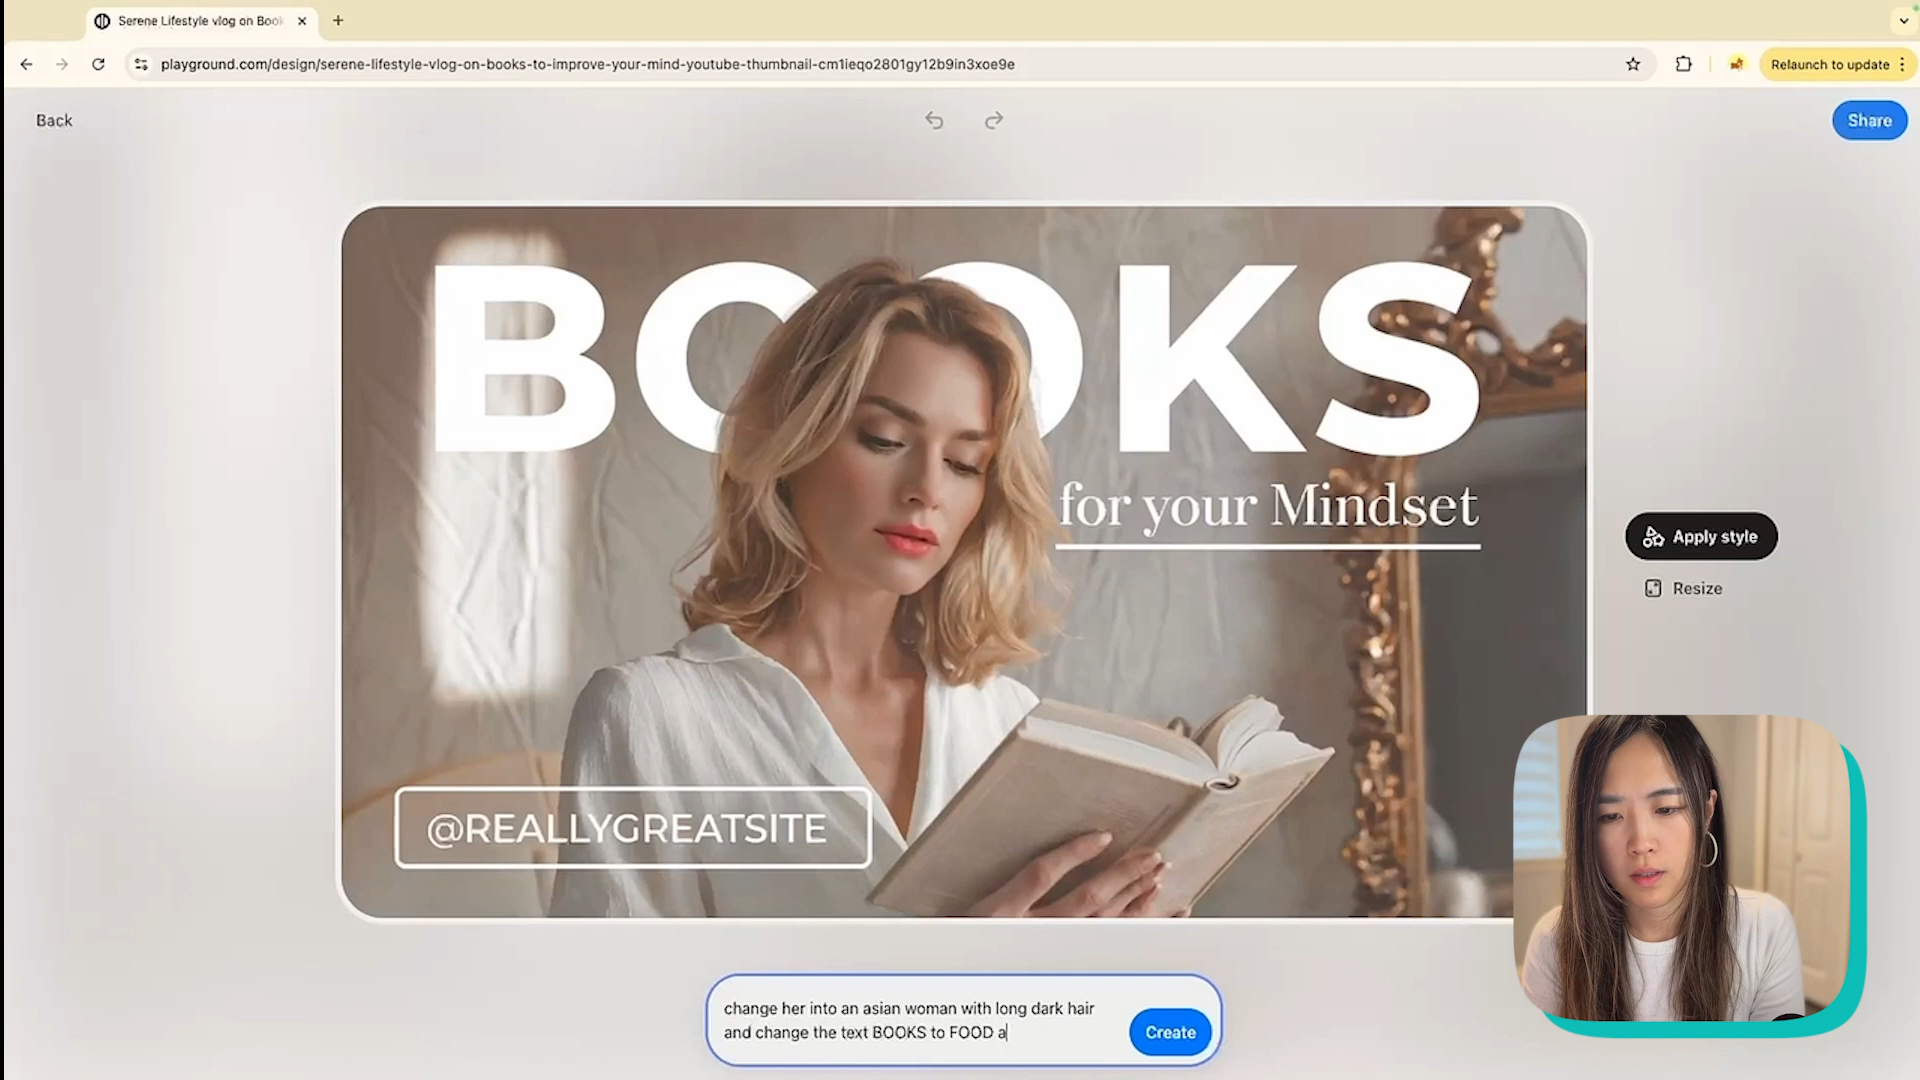 Serene Lifestyle vlog on Book
playground.com/design/serene-lifestyle-vlog-on-books-to-improve-your-mind-youtube-thumbnail-cm1ieqo2801gy12b9in3xoe9e
Relaunch to update
Back
Share
BOOKS
for your Mindset
Apply style
Resize
@REALLYGREATSITE
change her into an asian woman with long dark hair
and change the text BOOKS to FOOD a
Create